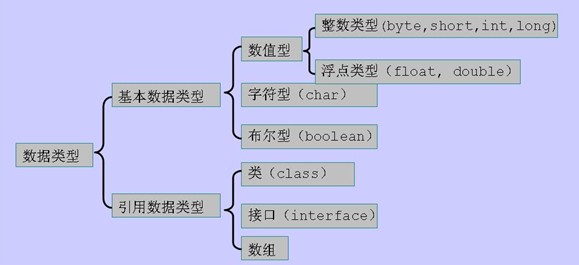 整数类型(byte,short,int,long)
数值型
浮点类型(float, double)
基本数据类型
字符型(char)
布尔型(boolean)
数据类型
类(class)
引用数据类型
接口(interface)
数组